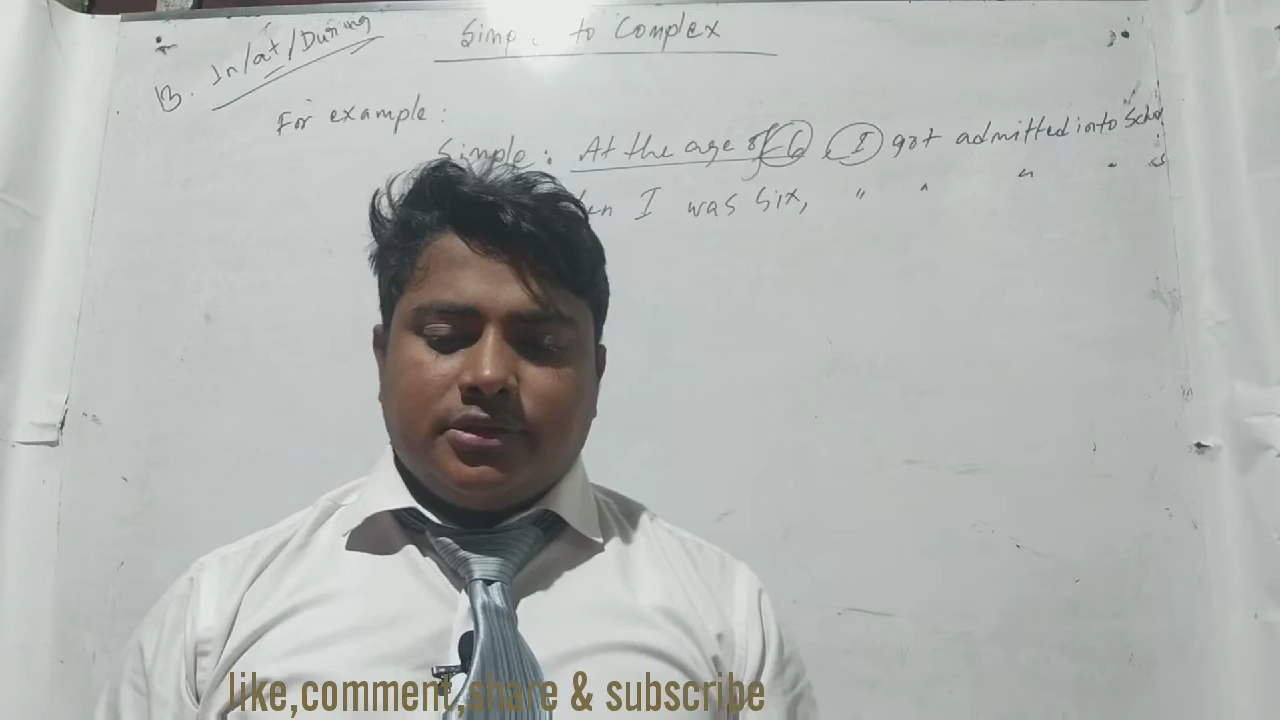 Simp to Complex
B. In/at/During
For example:
Simple: At the age of 6, I got admitted into Scho
en I was six, " " " " "
like,comment,share & subscribe